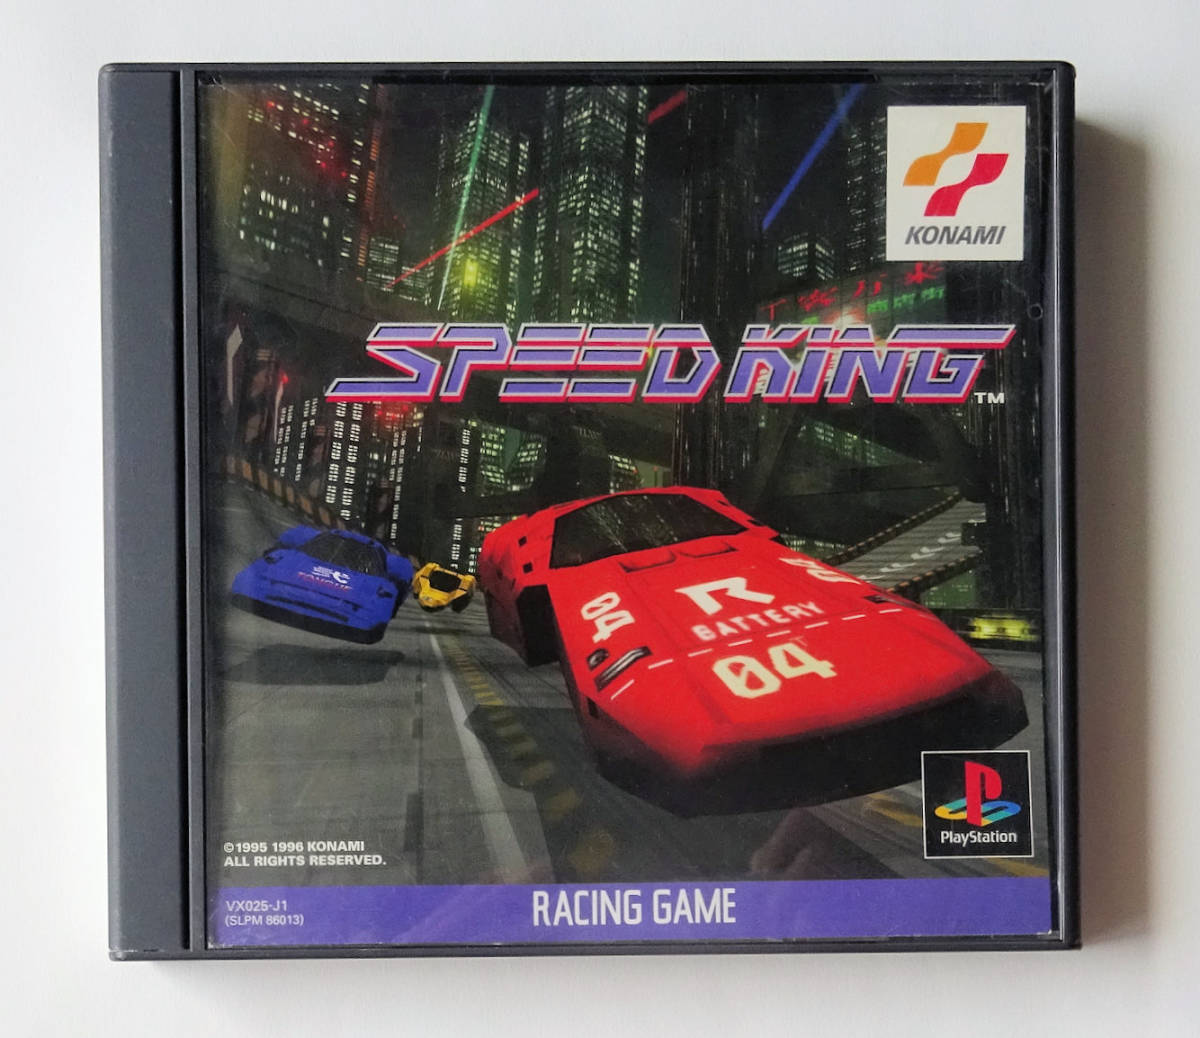 KONAMI
SPEED KING™
TONGUE
04
R
BATTERY
04
04
PlayStation
©1995 1996 KONAMI
ALL RIGHTS RESERVED.
VX025-J1
(SLPM 86013)
RACING GAME